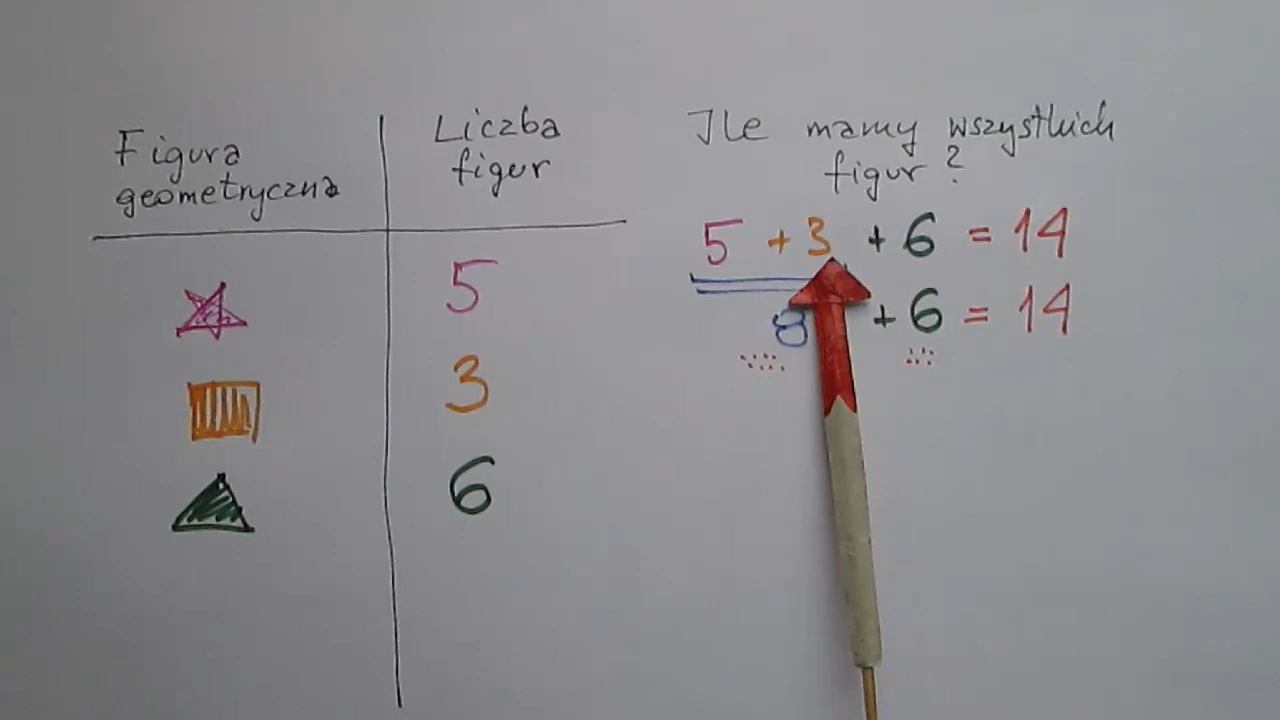 Figura
geometryczna
Liczba
figur
5
3
6
Ile mamy wszystkich
figur?
5 + 3 + 6 = 14
8 + 6 = 14